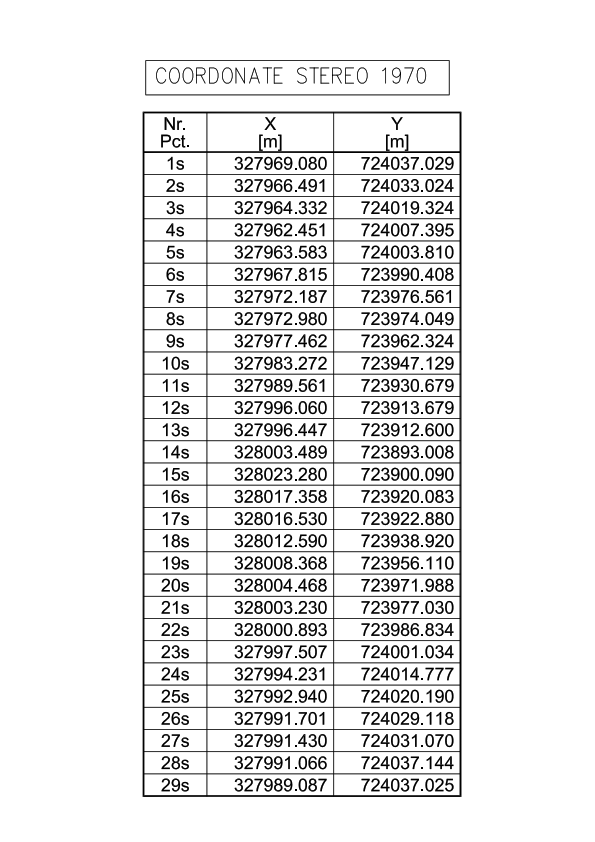 COORDONATE STEREO 1970
Nr. X Y
Pct. [m] [m]
1s 327969.080 724037.029
2s 327966.491 724033.024
3s 327964.332 724019.324
4s 327962.451 724007.395
5s 327963.583 724003.810
6s 327967.815 723990.408
7s 327972.187 723976.561
8s 327972.980 723974.049
9s 327977.462 723962.324
10s 327983.272 723947.129
11s 327989.561 723930.679
12s 327996.060 723913.679
13s 327996.447 723912.600
14s 328003.489 723893.008
15s 328023.280 723900.090
16s 328017.358 723920.083
17s 328016.530 723922.880
18s 328012.590 723938.920
19s 328008.368 723956.110
20s 328004.468 723971.988
21s 328003.230 723977.030
22s 328000.893 723986.834
23s 327997.507 724001.034
24s 327994.231 724014.777
25s 327992.940 724020.190
26s 327991.701 724029.118
27s 327991.430 724031.070
28s 327991.066 724037.144
29s 327989.087 724037.025